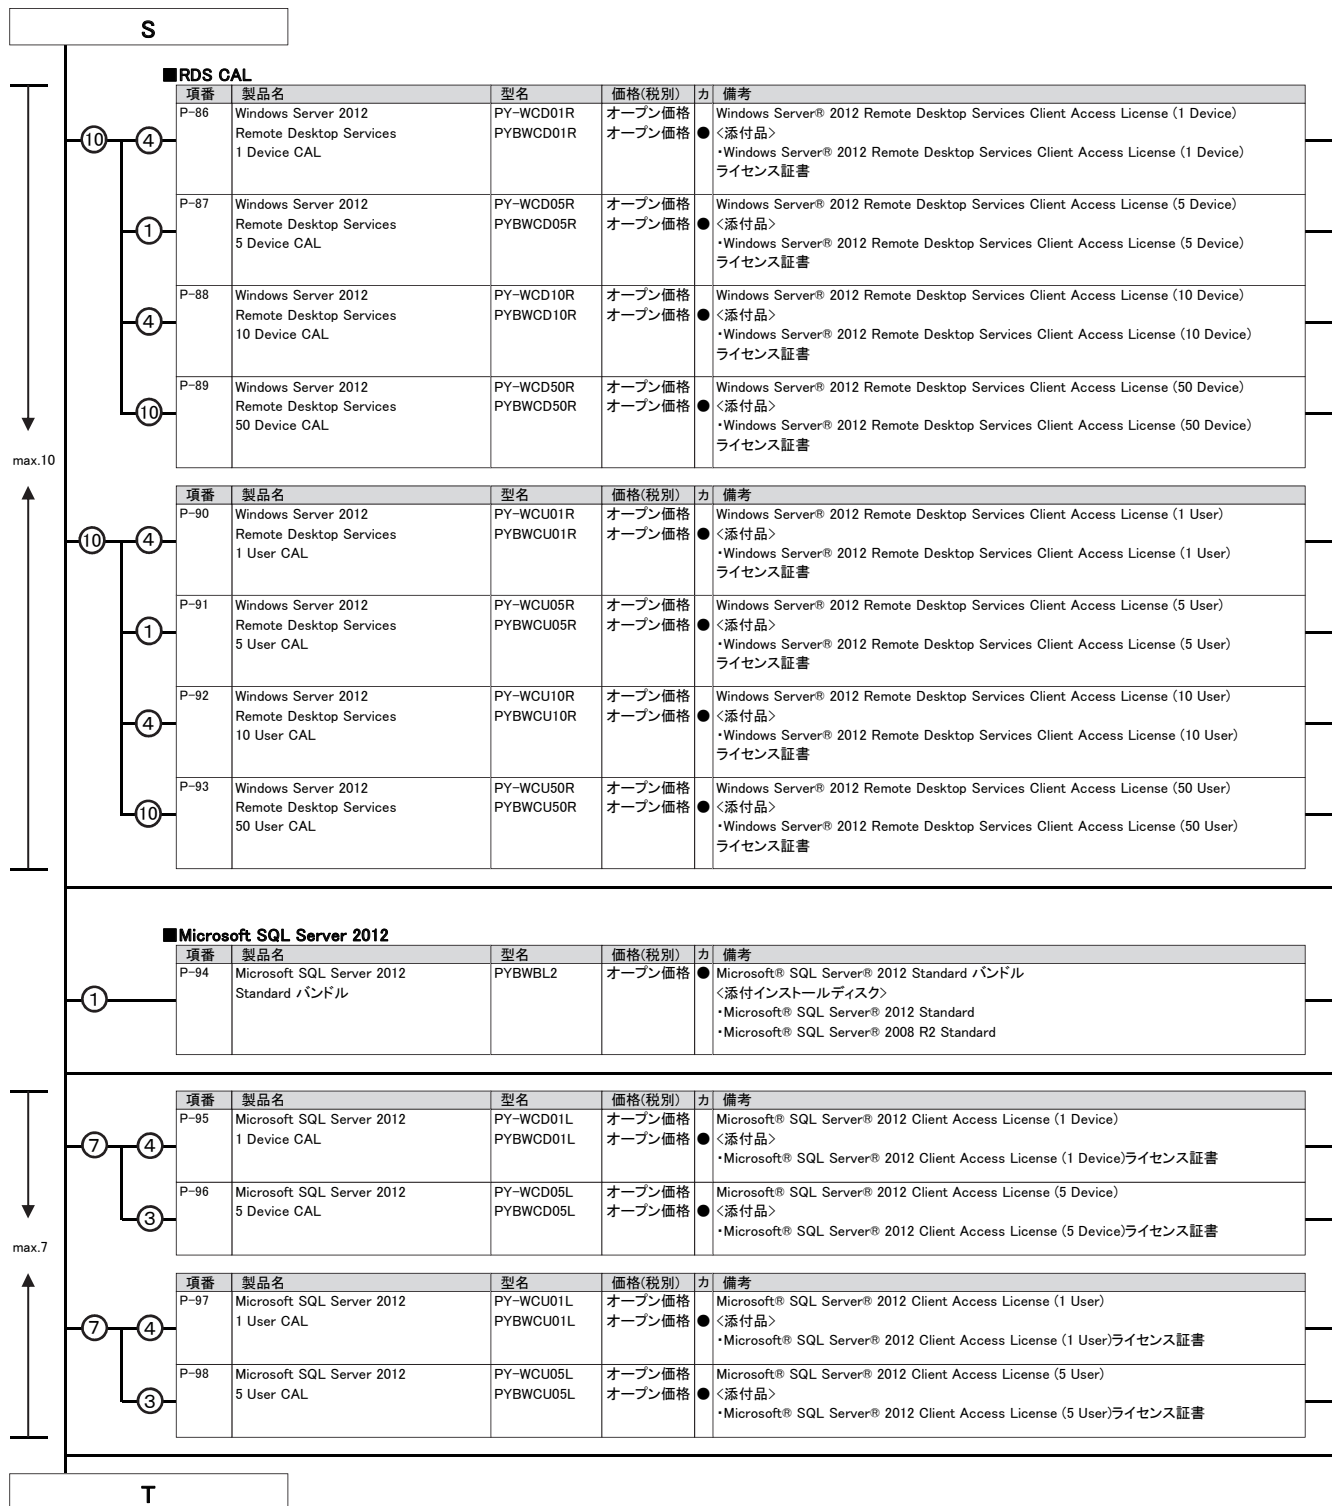 S
■RDS CAL
項番 製品名 型名 価格(税別) カ 備考
P-86 Windows Server 2012 PY-WCD01R オープン価格 Windows Server® 2012 Remote Desktop Services Client Access License (1 Device)
⑩ ④ Remote Desktop Services PYBWCD01R オープン価格 ● <添付品>
1 Device CAL ・Windows Server® 2012 Remote Desktop Services Client Access License (1 Device)
ライセンス証書
P-87 Windows Server 2012 PY-WCD05R オープン価格 Windows Server® 2012 Remote Desktop Services Client Access License (5 Device)
① Remote Desktop Services PYBWCD05R オープン価格 ● <添付品>
5 Device CAL ・Windows Server® 2012 Remote Desktop Services Client Access License (5 Device)
ライセンス証書
P-88 Windows Server 2012 PY-WCD10R オープン価格 Windows Server® 2012 Remote Desktop Services Client Access License (10 Device)
④ Remote Desktop Services PYBWCD10R オープン価格 ● <添付品>
10 Device CAL ・Windows Server® 2012 Remote Desktop Services Client Access License (10 Device)
ライセンス証書
P-89 Windows Server 2012 PY-WCD50R オープン価格 Windows Server® 2012 Remote Desktop Services Client Access License (50 Device)
⑩ Remote Desktop Services PYBWCD50R オープン価格 ● <添付品>
50 Device CAL ・Windows Server® 2012 Remote Desktop Services Client Access License (50 Device)
ライセンス証書
max.10
項番 製品名 型名 価格(税別) カ 備考
P-90 Windows Server 2012 PY-WCU01R オープン価格 Windows Server® 2012 Remote Desktop Services Client Access License (1 User)
⑩ ④ Remote Desktop Services PYBWCU01R オープン価格 ● <添付品>
1 User CAL ・Windows Server® 2012 Remote Desktop Services Client Access License (1 User)
ライセンス証書
P-91 Windows Server 2012 PY-WCU05R オープン価格 Windows Server® 2012 Remote Desktop Services Client Access License (5 User)
① Remote Desktop Services PYBWCU05R オープン価格 ● <添付品>
5 User CAL ・Windows Server® 2012 Remote Desktop Services Client Access License (5 User)
ライセンス証書
P-92 Windows Server 2012 PY-WCU10R オープン価格 Windows Server® 2012 Remote Desktop Services Client Access License (10 User)
④ Remote Desktop Services PYBWCU10R オープン価格 ● <添付品>
10 User CAL ・Windows Server® 2012 Remote Desktop Services Client Access License (10 User)
ライセンス証書
P-93 Windows Server 2012 PY-WCU50R オープン価格 Windows Server® 2012 Remote Desktop Services Client Access License (50 User)
⑩ Remote Desktop Services PYBWCU50R オープン価格 ● <添付品>
50 User CAL ・Windows Server® 2012 Remote Desktop Services Client Access License (50 User)
ライセンス証書
■Microsoft SQL Server 2012
項番 製品名 型名 価格(税別) カ 備考
P-94 Microsoft SQL Server 2012 PYBWBL2 オープン価格 ● Microsoft® SQL Server® 2012 Standard バンドル
① Standard バンドル <添付インストールディスク>
・Microsoft® SQL Server® 2012 Standard
・Microsoft® SQL Server® 2008 R2 Standard
項番 製品名 型名 価格(税別) カ 備考
P-95 Microsoft SQL Server 2012 PY-WCD01L オープン価格 Microsoft® SQL Server® 2012 Client Access License (1 Device)
⑦ ④ 1 Device CAL PYBWCD01L オープン価格 ● <添付品>
・Microsoft® SQL Server® 2012 Client Access License (1 Device)ライセンス証書
P-96 Microsoft SQL Server 2012 PY-WCD05L オープン価格 Microsoft® SQL Server® 2012 Client Access License (5 Device)
③ 5 Device CAL PYBWCD05L オープン価格 ● <添付品>
・Microsoft® SQL Server® 2012 Client Access License (5 Device)ライセンス証書
max.7
項番 製品名 型名 価格(税別) カ 備考
P-97 Microsoft SQL Server 2012 PY-WCU01L オープン価格 Microsoft® SQL Server® 2012 Client Access License (1 User)
⑦ ④ 1 User CAL PYBWCU01L オープン価格 ● <添付品>
・Microsoft® SQL Server® 2012 Client Access License (1 User)ライセンス証書
P-98 Microsoft SQL Server 2012 PY-WCU05L オープン価格 Microsoft® SQL Server® 2012 Client Access License (5 User)
③ 5 User CAL PYBWCU05L オープン価格 ● <添付品>
・Microsoft® SQL Server® 2012 Client Access License (5 User)ライセンス証書
T